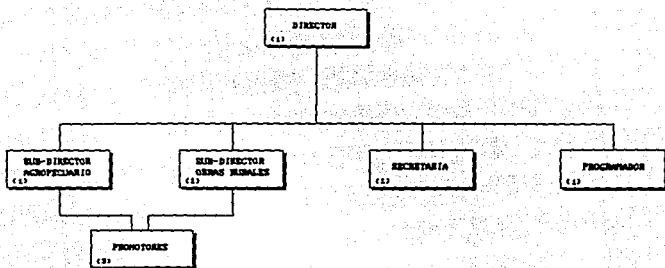 DIRECTOR
(1)
SUB-DIRECTOR
AGROPECUARIO
(1)
SUB-DIRECTOR
OBRAS RURALES
(1)
SECRETARIA
(1)
PROGRAMADOR
(1)
PROMOTORES